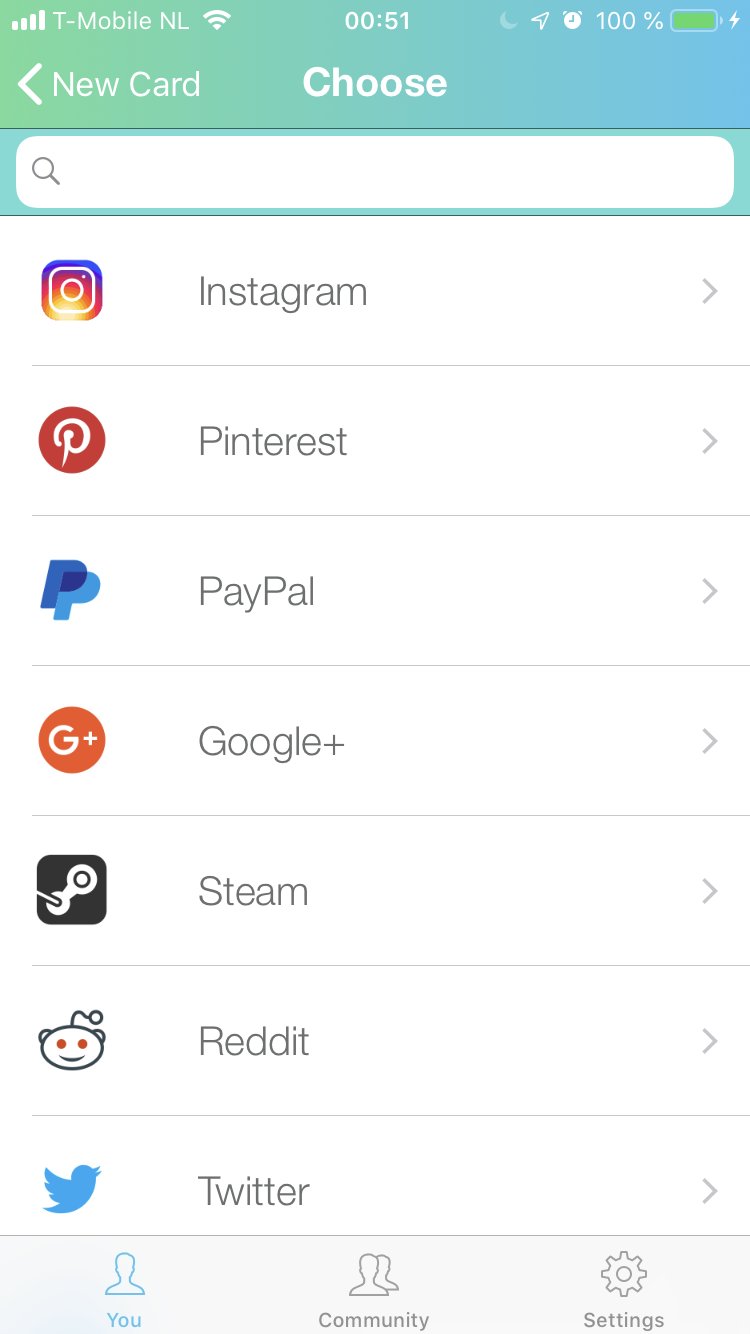 T-Mobile NL 00:51 100 %
New Card Choose
Instagram
Pinterest
PayPal
G+ Google+
Steam
Reddit
Twitter
You Community Settings